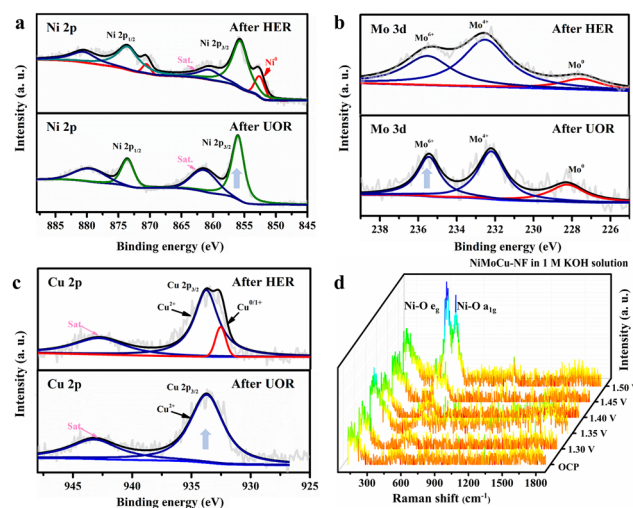 a
Ni 2p
After HER
Ni 2p1/2
Ni 2p3/2
Sat.
Ni0
Ni 2p
After UOR
Ni 2p1/2
Ni 2p3/2
Sat.
Intensity (a. u.)
885 880 875 870 865 860 855 850 845
Binding energy (eV)
b
Mo 3d
After HER
Mo6+
Mo4+
Mo0
Mo 3d
After UOR
Mo6+
Mo4+
Mo0
Intensity (a. u.)
238 236 234 232 230 228 226
Binding energy (eV)
c
Cu 2p
After HER
Cu 2p3/2
Cu2+
Cu0/1+
Sat
Cu 2p
After UOR
Cu 2p3/2
Cu2+
Sat
Intensity (a. u.)
945 940 935 930 925
Binding energy (eV)
NiMoCu-NF in 1 M KOH solution
d
Ni-O eg
Ni-O a1g
Intensity (a. u.)
1.50 V
1.45 V
1.40 V
1.35 V
1.30 V
OCP
300 600 900 1200 1500 1800
Raman shift (cm-1)